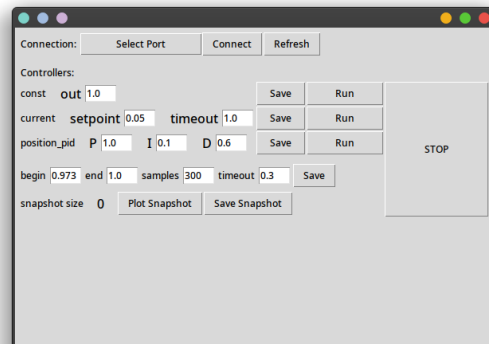 Connection: Select Port Connect Refresh
Controllers:
const out 1.0 Save Run
current setpoint 0.05 timeout 1.0 Save Run
position_pid P 1.0 I 0.1 D 0.6 Save Run
STOP
begin 0.973 end 1.0 samples 300 timeout 0.3 Save
snapshot size 0 Plot Snapshot Save Snapshot